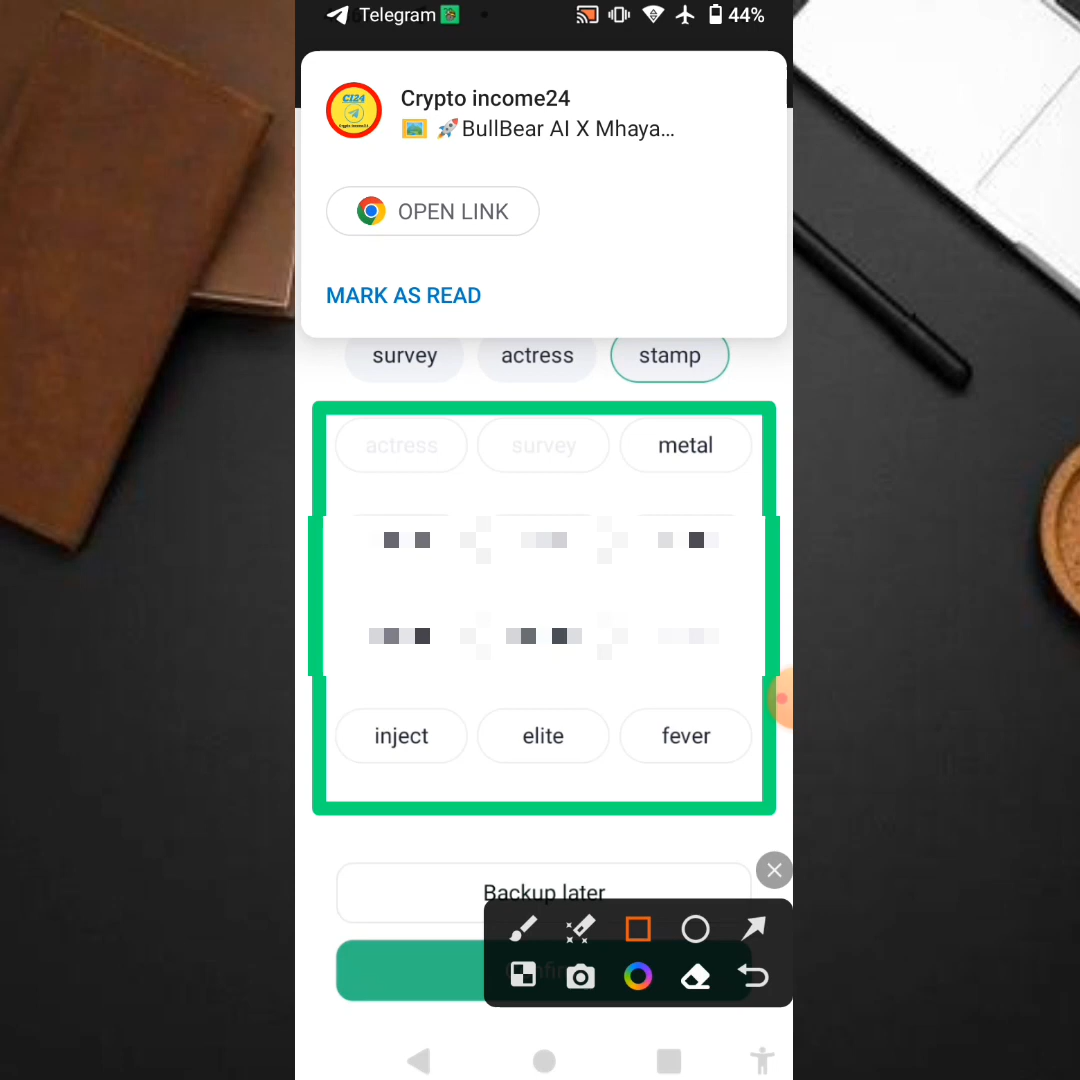 Telegram 44%
Crypto income24
🖼️ 🚀BullBear AI X Mhaya...
OPEN LINK
MARK AS READ
survey actress stamp
actress survey metal
inject elite fever
Backup later